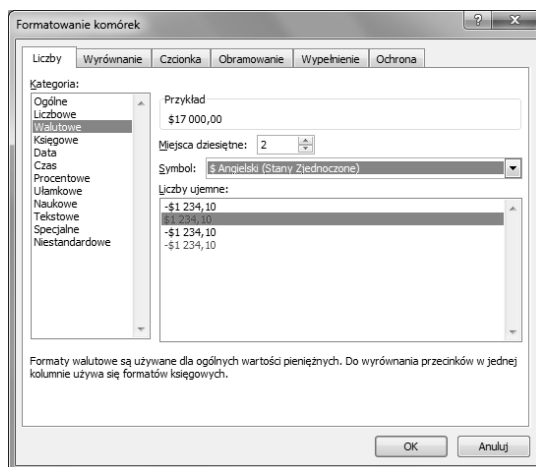 Formatowanie komórek
Liczby Wyrównanie Czcionka Obramowanie Wypełnienie Ochrona
Kategoria:
Ogólne
Liczbowe
Walutowe
Księgowe
Data
Czas
Procentowe
Ułamkowe
Naukowe
Tekstowe
Specjalne
Niestandardowe
Przykład
$17 000,00
Miejsca dziesiętne: 2
Symbol: $ Angielski (Stany Zjednoczone)
Liczby ujemne:
-$1 234,10
$1 234,10
-$1 234,10
-$1 234,10
Formaty walutowe są używane dla ogólnych wartości pieniężnych. Do wyrównania przecinków w jednej
kolumnie używa się formatów księgowych.
OK Anuluj